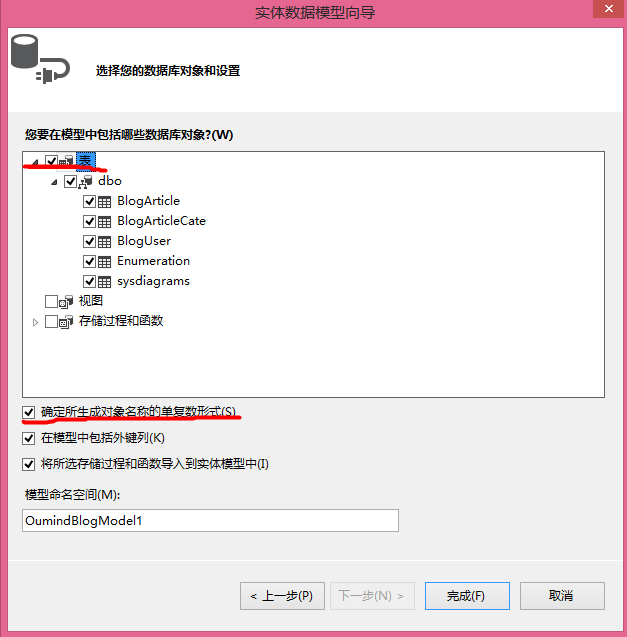 实体数据模型向导
选择您的数据库对象和设置
您要在模型中包括哪些数据库对象?(W)
表
dbo
BlogArticle
BlogArticleCate
BlogUser
Enumeration
sysdiagrams
视图
存储过程和函数
确定所生成对象名称的单复数形式(S)
在模型中包括外键列(K)
将所选存储过程和函数导入到实体模型中(I)
模型命名空间(M):
OumindBlogModel1
< 上一步(P) 下一步(N) > 完成(F) 取消